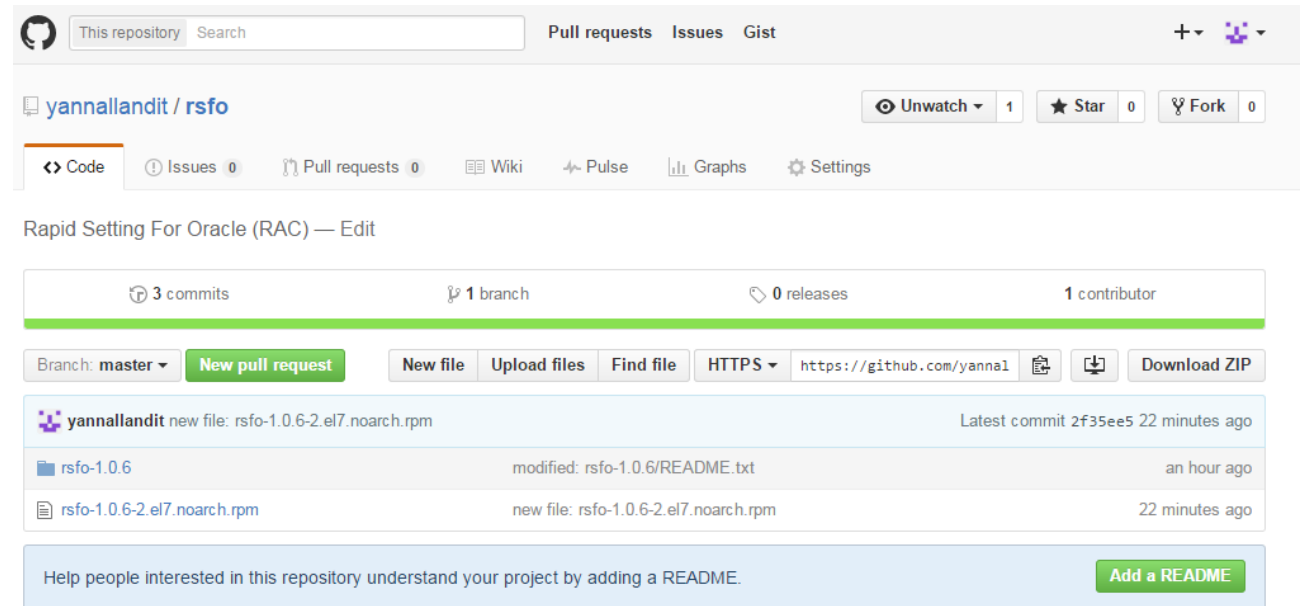 This repository Search Pull requests Issues Gist
yannallandit / rsfo Unwatch 1 Star 0 Fork 0
Code Issues 0 Pull requests 0 Wiki Pulse Graphs Settings
Rapid Setting For Oracle (RAC) — Edit
3 commits 1 branch 0 releases 1 contributor
Branch: master New pull request New file Upload files Find file HTTPS https://github.com/yannal Download ZIP
yannallandit new file: rsfo-1.0.6-2.el7.noarch.rpm Latest commit 2f35ee5 22 minutes ago
rsfo-1.0.6 modified: rsfo-1.0.6/README.txt an hour ago
rsfo-1.0.6-2.el7.noarch.rpm new file: rsfo-1.0.6-2.el7.noarch.rpm 22 minutes ago
Help people interested in this repository understand your project by adding a README. Add a README